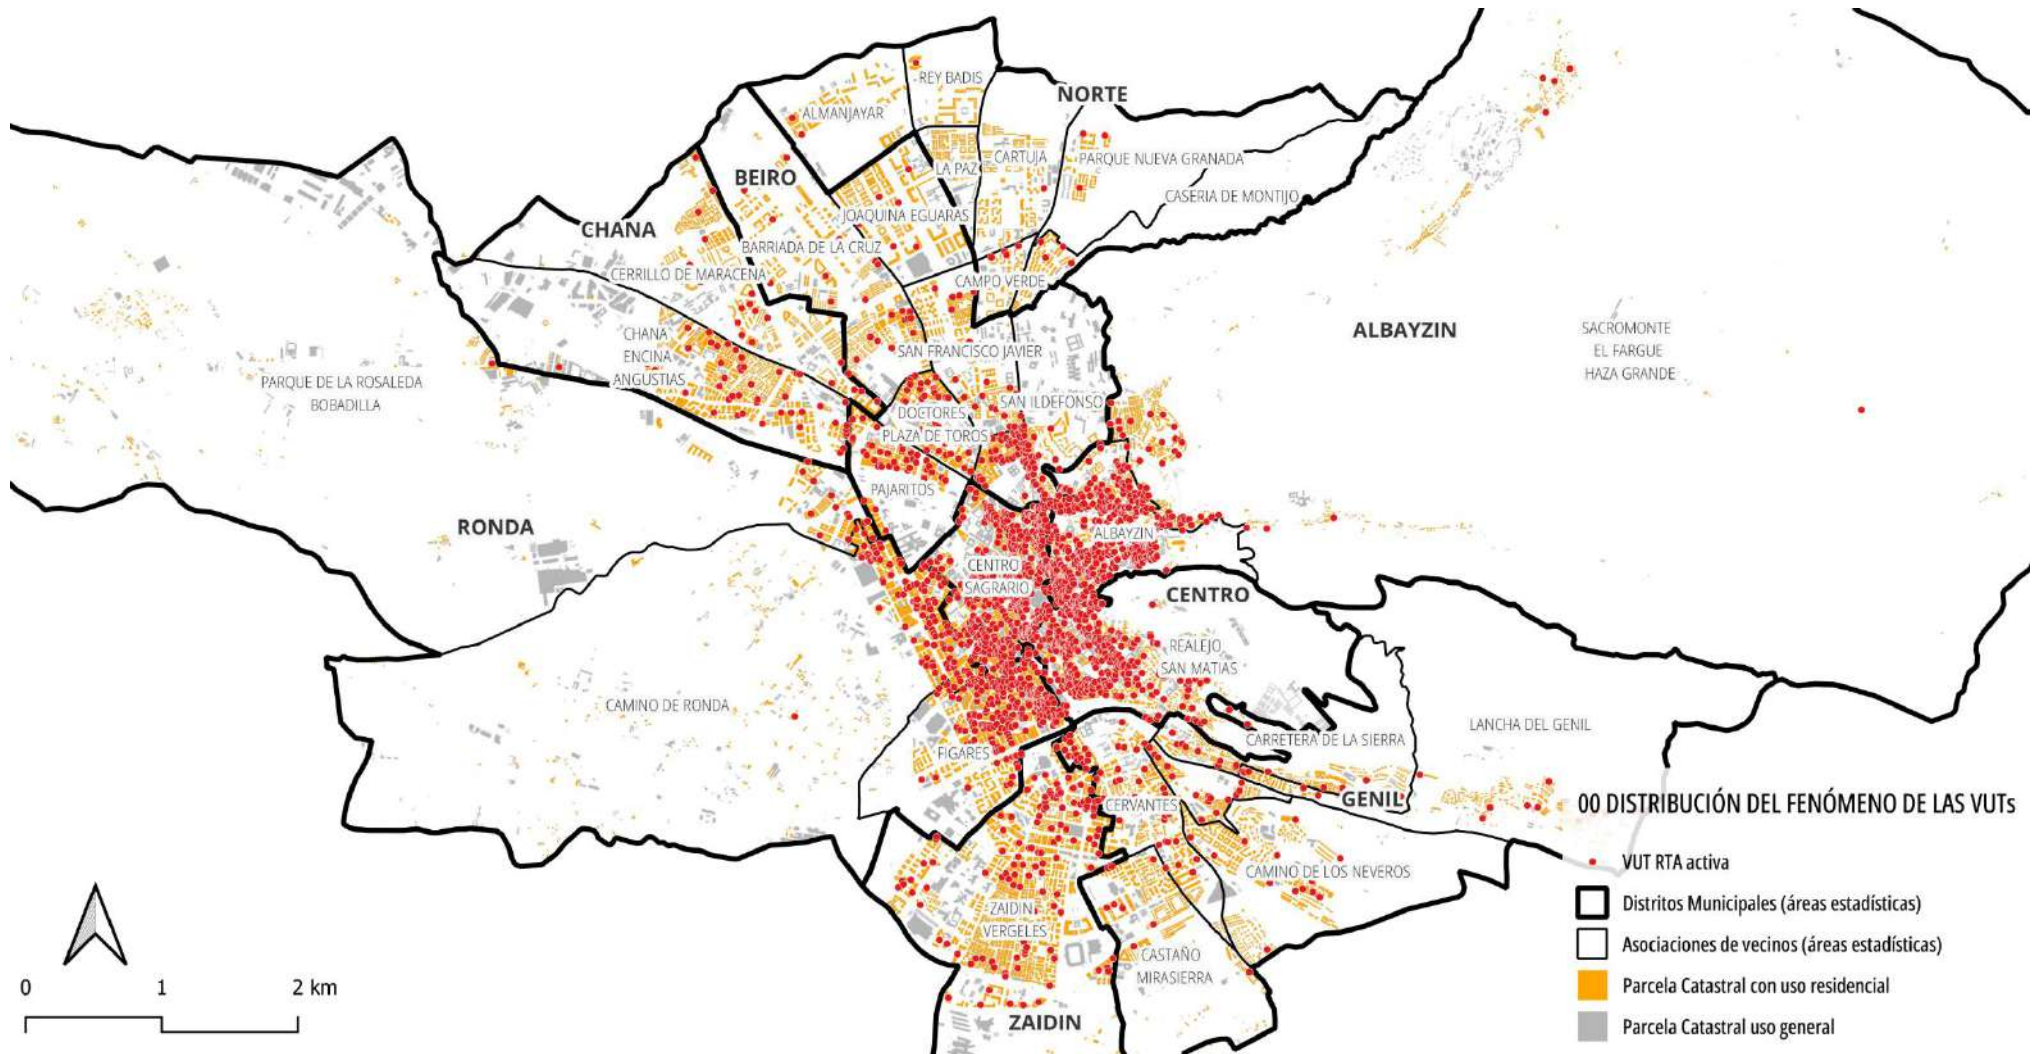 REY BADIS
NORTE
ALMANJAYAR
CARTUJA
PARQUE NUEVA GRANADA
LA PAZ
BEIRO
CASERIA DE MONTIJO
JOAQUINA EGUARAS
CHANA
BARRIADA DE LA CRUZ
CERRILLO DE MARACENA
CAMPO VERDE
ALBAYZIN
SACROMONTE
EL FARGUE
HAZA GRANDE
CHANA
ENCINA
ANGUSTIAS
SAN FRANCISCO JAVIER
PARQUE DE LA ROSALEDA
BOBADILLA
SAN ILDEFONSO
DOCTORES
PLAZA DE TOROS
PAJARITOS
RONDA
ALBAYZIN
CENTRO
SAGRARIO
CENTRO
REALEJO
SAN MATIAS
CAMINO DE RONDA
LANCHA DEL GENIL
CARRETERA DE LA SIERRA
FIGARES
GENIL
CERVANTES
CAMINO DE LOS NEVEROS
ZAIDIN
VERGELES
CASTAÑO
MIRASIERRA
ZAIDIN
00 DISTRIBUCIÓN DEL FENÓMENO DE LAS VUTs
VUT RTA activa
Distritos Municipales (áreas estadísticas)
Asociaciones de vecinos (áreas estadísticas)
Parcela Catastral con uso residencial
Parcela Catastral uso general
0 1 2 km